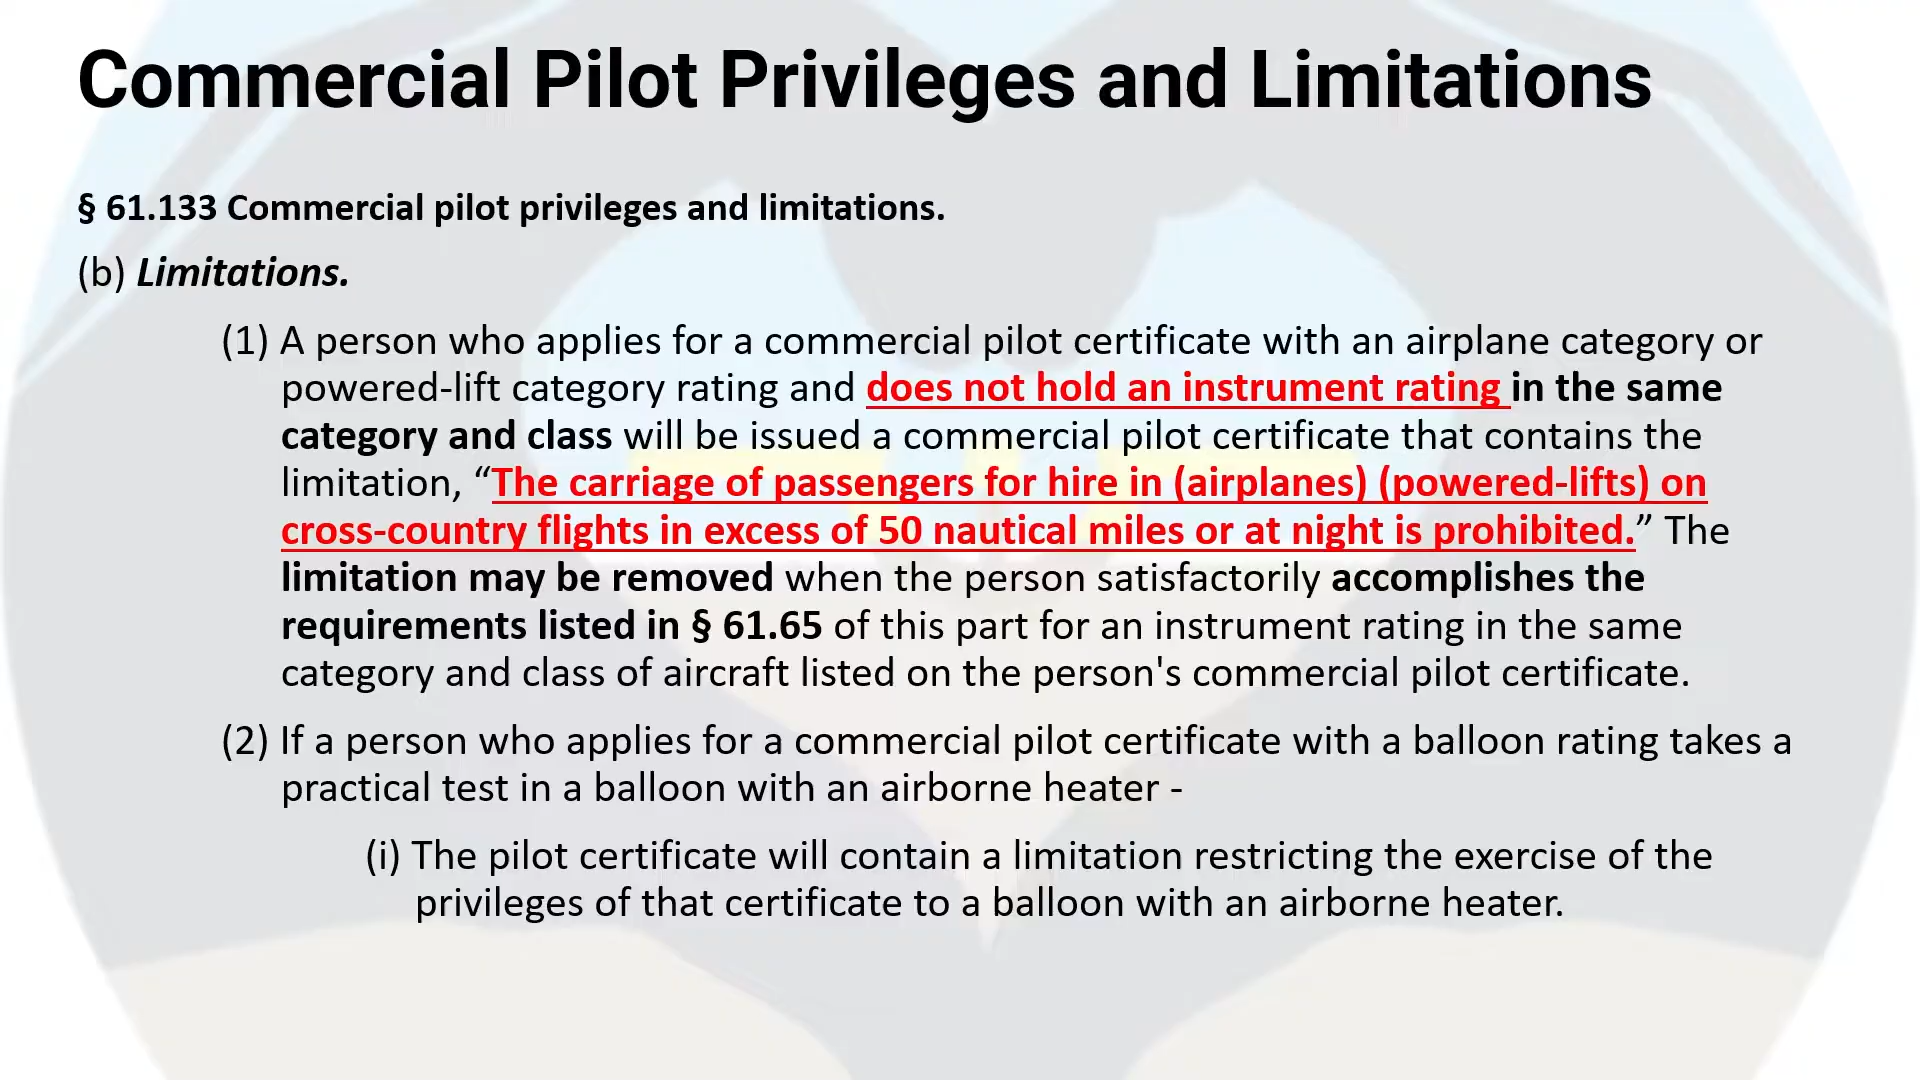 Commercial Pilot Privileges and Limitations
§ 61.133 Commercial pilot privileges and limitations.
(b) Limitations.
(1) A person who applies for a commercial pilot certificate with an airplane category or
powered-lift category rating and does not hold an instrument rating in the same
category and class will be issued a commercial pilot certificate that contains the
limitation, “The carriage of passengers for hire in (airplanes) (powered-lifts) on
cross-country flights in excess of 50 nautical miles or at night is prohibited.” The
limitation may be removed when the person satisfactorily accomplishes the
requirements listed in § 61.65 of this part for an instrument rating in the same
category and class of aircraft listed on the person's commercial pilot certificate.
(2) If a person who applies for a commercial pilot certificate with a balloon rating takes a
practical test in a balloon with an airborne heater -
(i) The pilot certificate will contain a limitation restricting the exercise of the
privileges of that certificate to a balloon with an airborne heater.